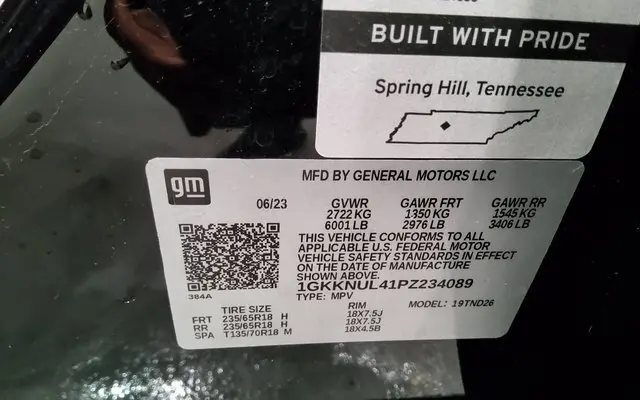 BUILT WITH PRIDE
Spring Hill, Tennessee
gm
MFD BY GENERAL MOTORS LLC
06/23 GVWR GAWR FRT GAWR RR
2722 KG 1350 KG 1545 KG
6001 LB 2976 LB 3406 LB
THIS VEHICLE CONFORMS TO ALL
APPLICABLE U.S. FEDERAL MOTOR
VEHICLE SAFETY STANDARDS IN EFFECT
ON THE DATE OF MANUFACTURE
SHOWN ABOVE.
1GKKNUL41PZ234089
384A
TYPE: MPV MODEL: 19TND26
TIRE SIZE RIM
FRT 235/65R18 H 18X7.5J
RR 235/65R18 H 18X7.5J
SPA T135/70R18 M 18X4.5B